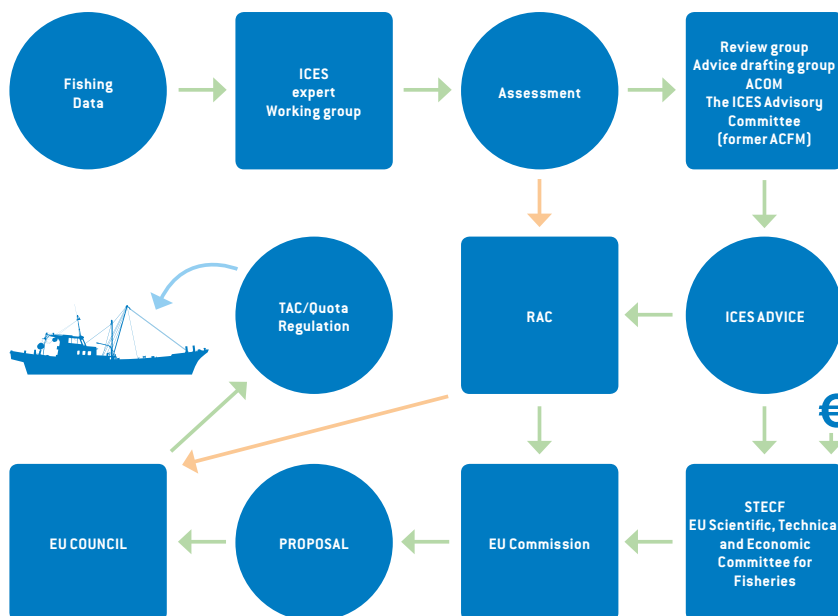 Fishing
Data
ICES
expert
Working group
Assessment
Review group
Advice drafting group
ACOM
The ICES Advisory
Committee
(former ACFM)
TAC/Quota
Regulation
RAC
ICES ADVICE
€
EU COUNCIL
PROPOSAL
EU Commission
STECF
EU Scientific, Technica
and Economic
Committee for
Fisheries